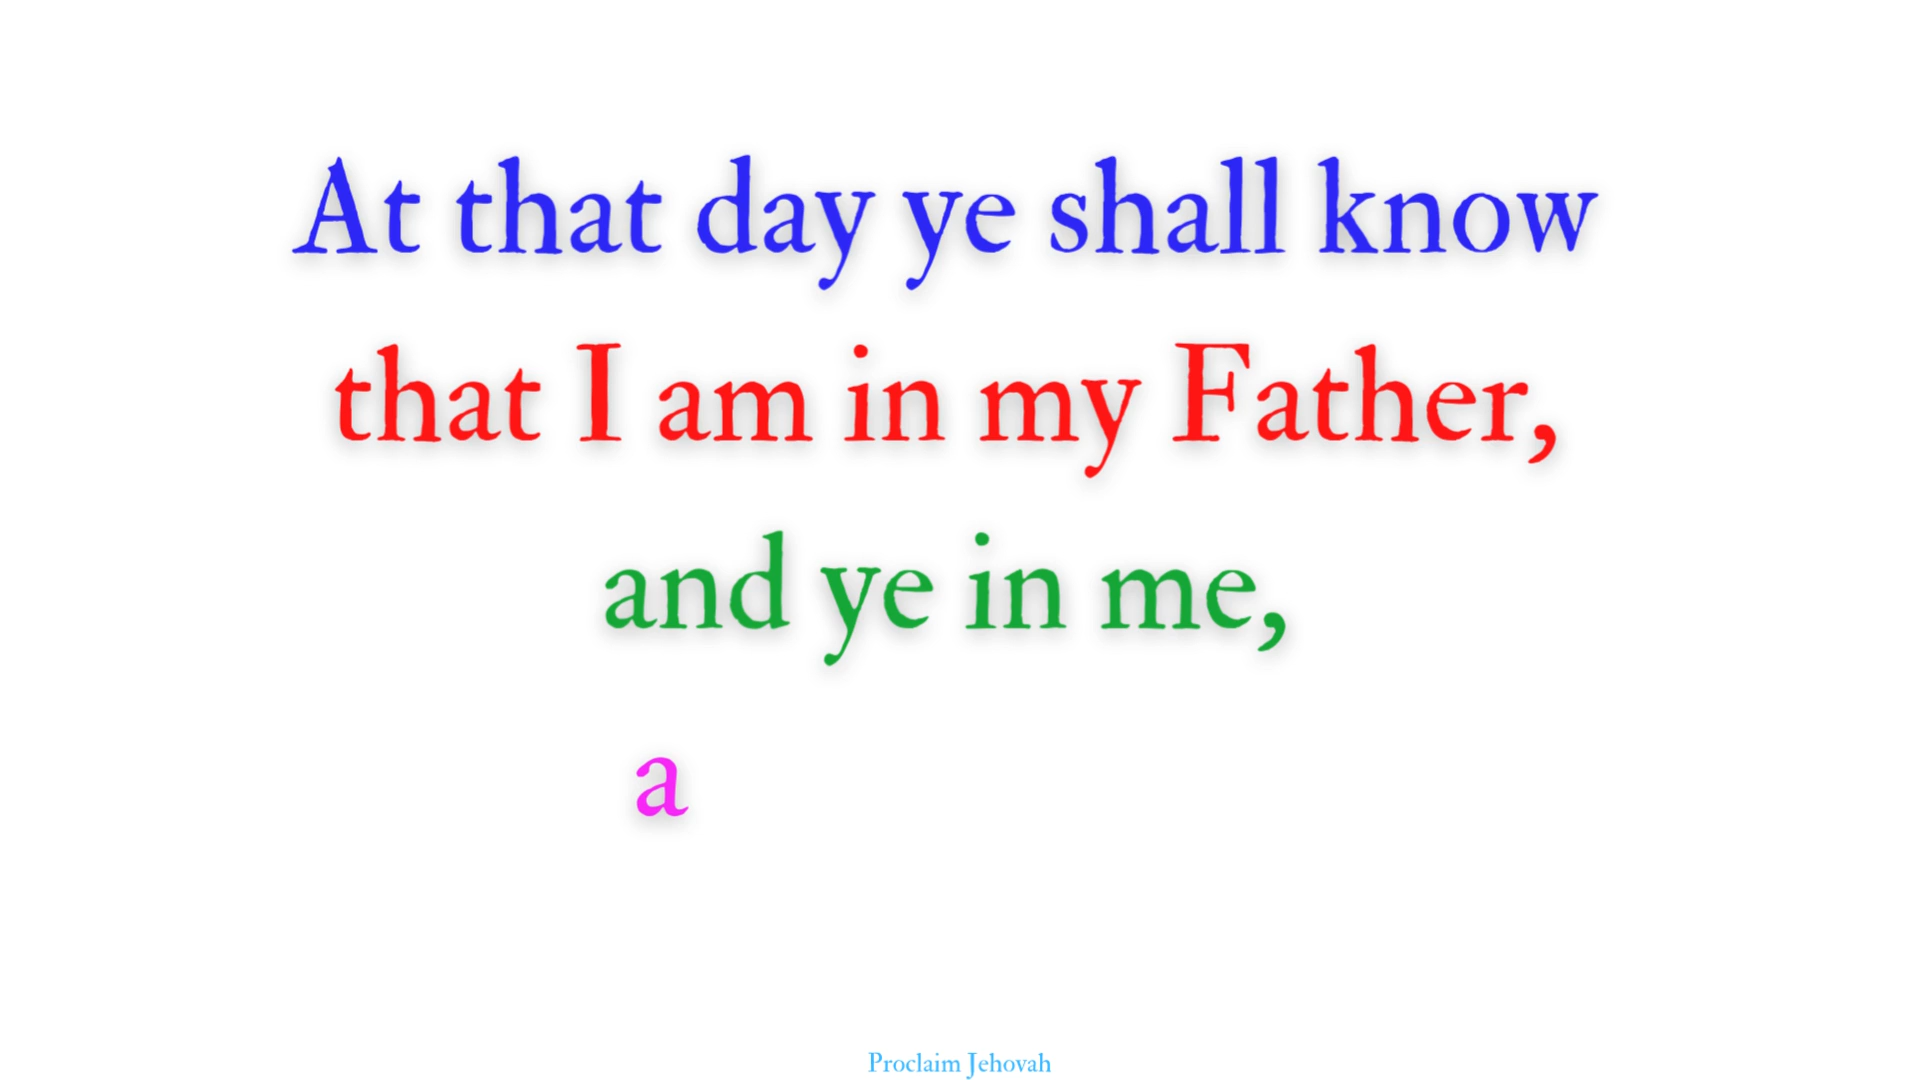 At that day ye shall know
that I am in my Father,
and ye in me,
a
Proclaim Jehovah